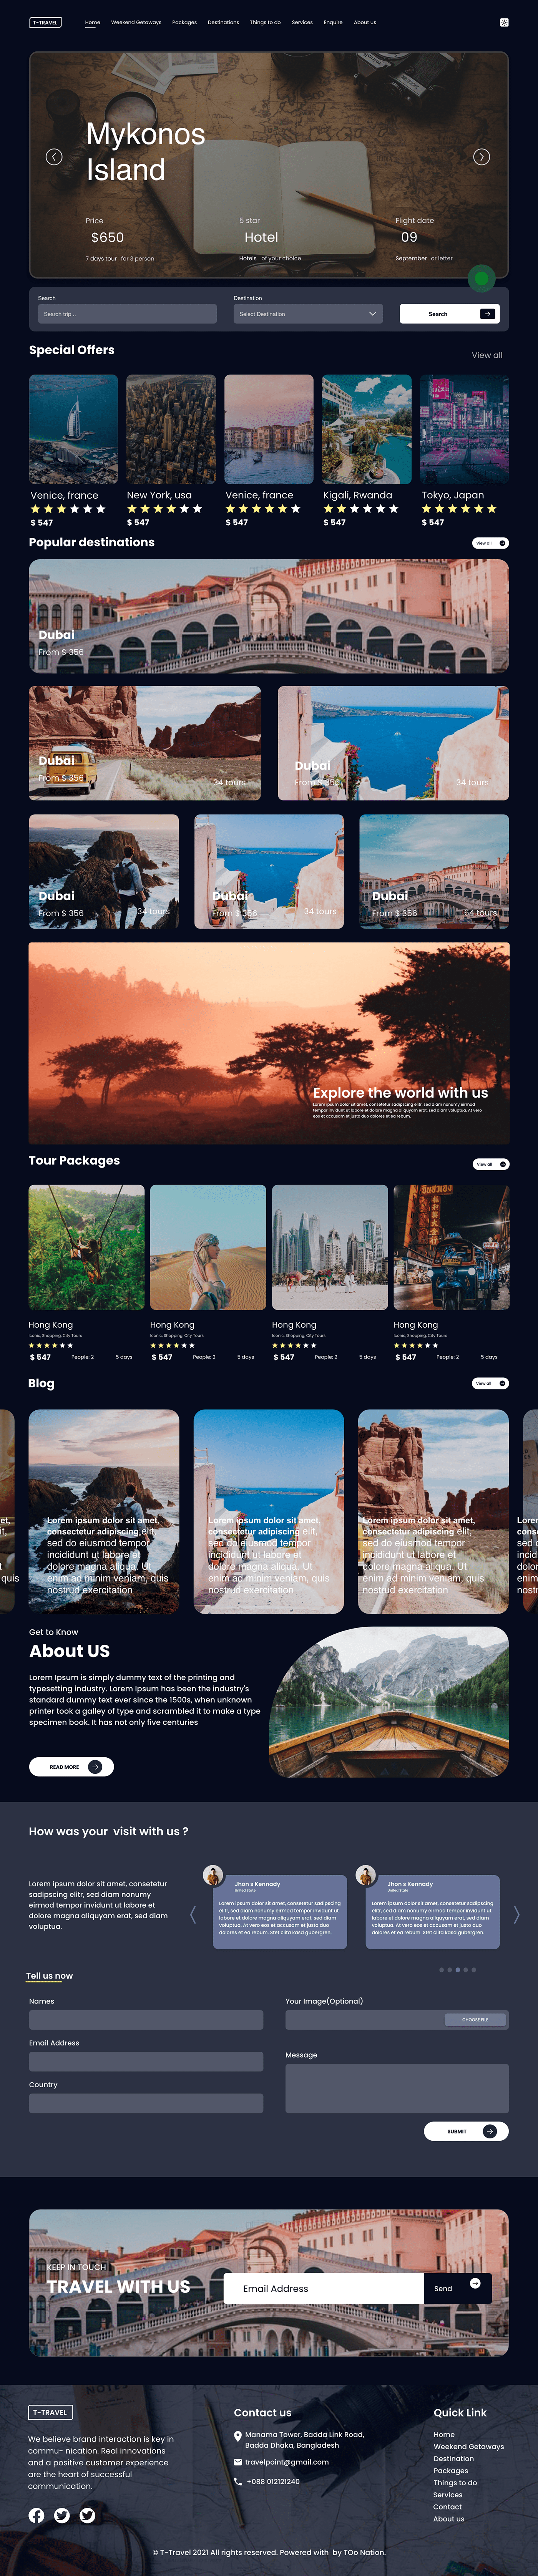 T-TRAVEL
Home Weekend Getaways Packages Destinations Things to do Services Enquire About us
Mykonos
Island
Price 5 star Flight date
$650 Hotel 09
7 days tour for 3 person Hotels of your choice September or letter
Search Destination
Search trip .. Select Destination Search
Special Offers
View all
Venice, france New York, usa Venice, france Kigali, Rwanda Tokyo, Japan
$ 547 $ 547 $ 547 $ 547 $ 547
Popular destinations View all
Dubai
From $ 356
Dubai
From $ 356 34 tours
Dubai
From $ 356 34 tours
Dubai
From $ 356 34 tours
Dubai
From $ 356 34 tours
Dubai
From $ 356 64 tours
Explore the world with us
Lorem ipsum dolor sit amet, consetetur sadipscing elitr, sed diam nonumy eirmod
tempor invidunt ut labore et dolore magna aliquyam erat, sed diam voluptua. At vero
eos et accusam et justo duo dolores et ea rebum.
Tour Packages View all
Hong Kong Hong Kong Hong Kong Hong Kong
Iconic, Shopping, City Tours Iconic, Shopping, City Tours Iconic, Shopping, City Tours Iconic, Shopping, City Tours
$ 547 People: 2 5 days $ 547 People: 2 5 days $ 547 People: 2 5 days $ 547 People: 2 5 days
Blog View all
et,
it,
t
quis
Lorem ipsum dolor sit amet,
consectetur adipiscing elit,
sed do eiusmod tempor
incididunt ut labore et
dolore magna aliqua. Ut
enim ad minim veniam, quis
nostrud exercitation
Lorem ipsum dolor sit amet,
consectetur adipiscing elit,
sed do eiusmod tempor
incididunt ut labore et
dolore magna aliqua. Ut
enim ad minim veniam, quis
nostrud exercitation
Lorem ipsum dolor sit amet,
consectetur adipiscing elit,
sed do eiusmod tempor
incididunt ut labore et
dolore magna aliqua. Ut
enim ad minim veniam, quis
nostrud exercitation
Lorem
conse
sed d
incid
dolor
enim
nostr
Get to Know
About US
Lorem Ipsum is simply dummy text of the printing and
typesetting industry. Lorem Ipsum has been the industry's
standard dummy text ever since the 1500s, when unknown
printer took a galley of type and scrambled it to make a type
specimen book. It has not only five centuries
READ MORE
How was your visit with us ?
Lorem ipsum dolor sit amet, consetetur
sadipscing elitr, sed diam nonumy
eirmod tempor invidunt ut labore et
dolore magna aliquyam erat, sed diam
voluptua.
Jhon s Kennady
United State
Lorem ipsum dolor sit amet, consetetur sadipscing
elitr, sed diam nonumy eirmod tempor invidunt ut
labore et dolore magna aliquyam erat, sed diam
voluptua. At vero eos et accusam et justo duo
dolores et ea rebum. Stet clita kasd gubergren.
Jhon s Kennady
United State
Lorem ipsum dolor sit amet, consetetur sadipscing
elitr, sed diam nonumy eirmod tempor invidunt ut
labore et dolore magna aliquyam erat, sed diam
voluptua. At vero eos et accusam et justo duo
dolores et ea rebum. Stet clita kasd gubergren.
Tell us now
Names
Email Address
Country
Your Image(Optional)
CHOOSE FILE
Message
SUBMIT
KEEP IN TOUCH
TRAVEL WITH US
Email Address Send
NOTES
T-TRAVEL
We believe brand interaction is key in
commu- nication. Real innovations
and a positive customer experience
are the heart of successful
communication.
Contact us
Manama Tower, Badda Link Road,
Badda Dhaka, Bangladesh
travelpoint@gmail.com
+088 012121240
Quick Link
Home
Weekend Getaways
Destination
Packages
Things to do
Services
Contact
About us
© T-Travel 2021 All rights reserved. Powered with by TOo Nation.